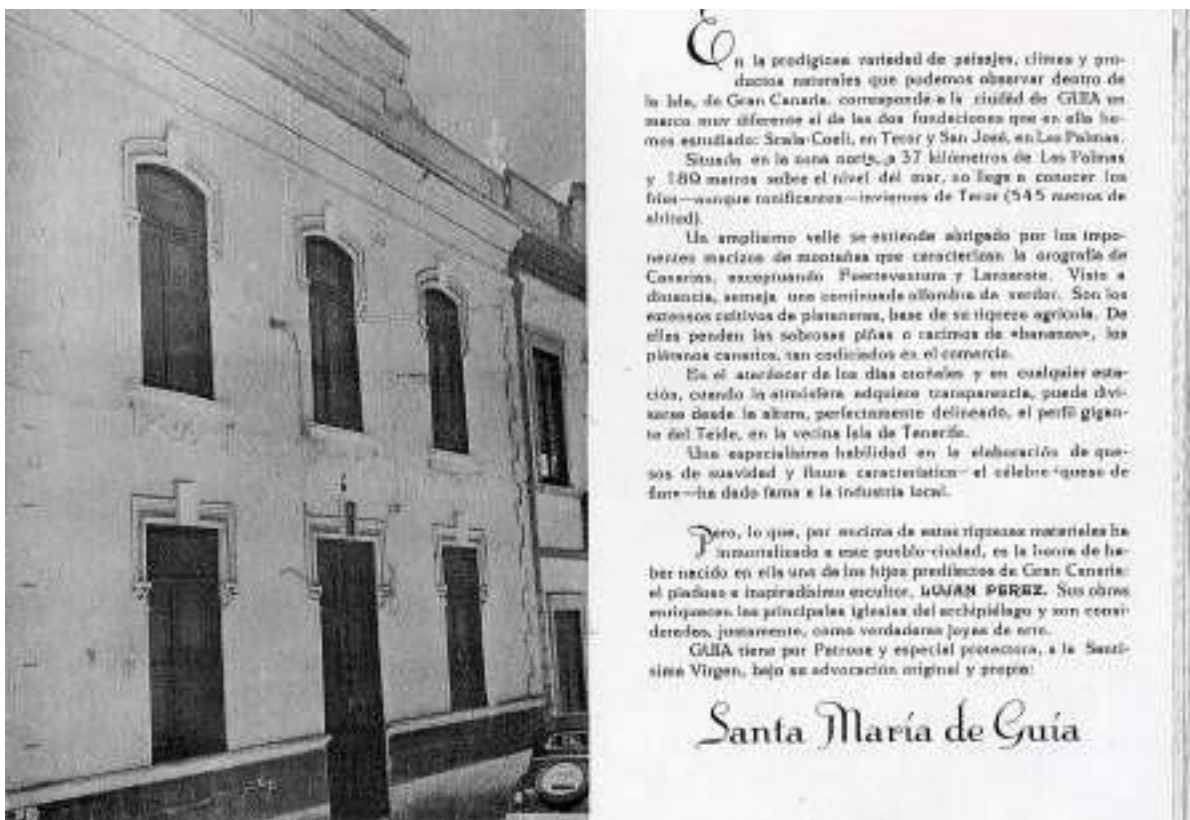 En la prodigiosa variedad de paisajes, climas y pro-
ductos naturales que podemos observar dentro de
la Isla, de Gran Canaria, corresponde a la ciudad de GUIA un
marco muy diferente al de las dos fundaciones que en ella he-
mos estudiado: Scala-Coeli, en Teror y San José, en Las Palmas.
Situada en la zona norte, a 37 kilómetros de Las Palmas
y 180 metros sobre el nivel del mar, no llega a conocer los
fríos—aunque tonificantes—inviernos de Teror (545 metros de
altitud).
Un amplísimo valle se extiende abrigado por los impo-
nentes macizos de montañas que caracterizan la orografía de
Canarias, exceptuando Fuerteventura y Lanzarote. Visto a
distancia, semeja una continuada alfombra de verdor. Son los
extensos cultivos de plataneras, base de su riqueza agrícola. De
ellas penden las sabrosas piñas o racimos de «bananas», los
plátanos canarios, tan codiciados en el comercio.
En el atardecer de los días otoñales y en cualquier esta-
ción, cuando la atmósfera adquiere transparencia, puede divi-
sarse desde la altura, perfectamente delineado, el perfil gigan-
te del Teide, en la vecina Isla de Tenerife.
Una especialísima habilidad en la elaboración de que-
sos de suavidad y finura característica—el célebre «queso de
flor»—ha dado fama a la industria local.
Pero, lo que, por encima de estas riquezas materiales ha
inmortalizado a este pueblo-ciudad, es la honra de ha-
ber nacido en ella uno de los hijos predilectos de Gran Canaria:
el piadoso e inspiradísimo escultor, LUJAN PEREZ. Sus obras
enriquecen las principales iglesias del archipiélago y son consi-
deradas, justamente, como verdaderas joyas de arte.
GUIA tiene por Patrona y especial protectora, a la Santí-
sima Virgen, bajo su advocación original y propia:
Santa María de Guía